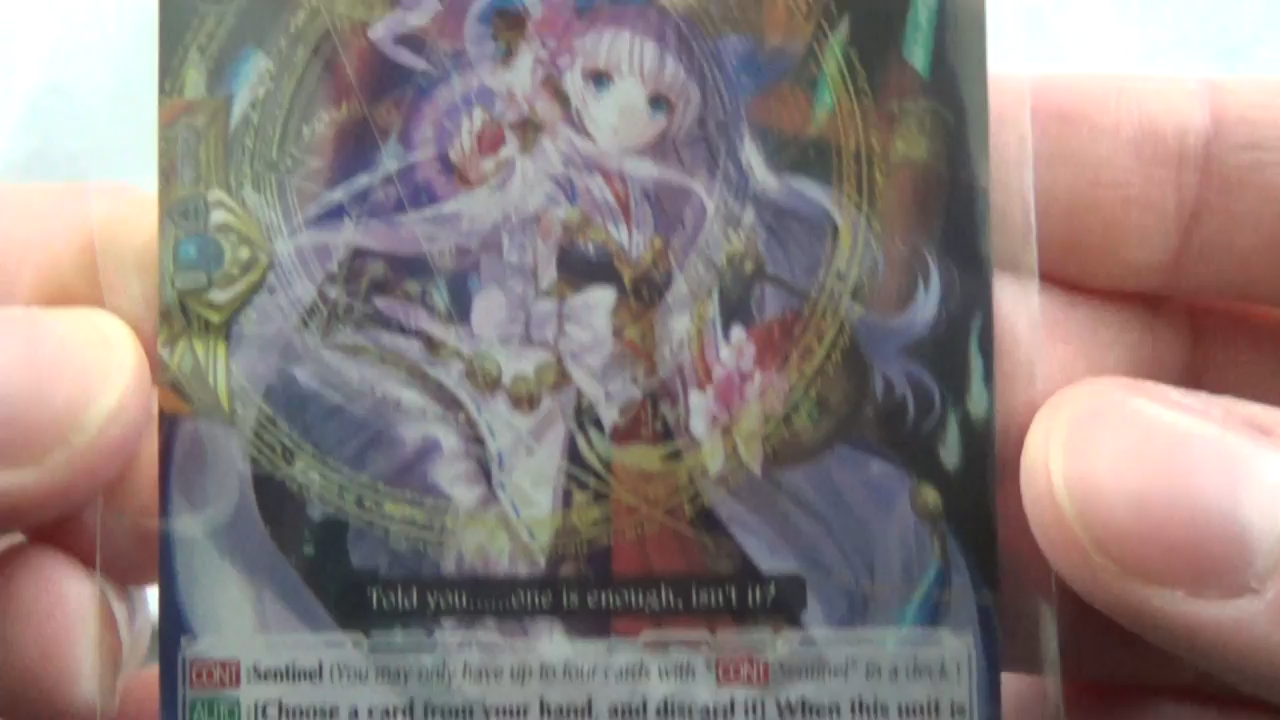 Told you......one is enough, isn't it?
CONT :Sentinel (You may only have up to four cards with "CONT :Sentinel" in a deck.)
AUTO :[Choose a card from your hand, and discard it] When this unit is